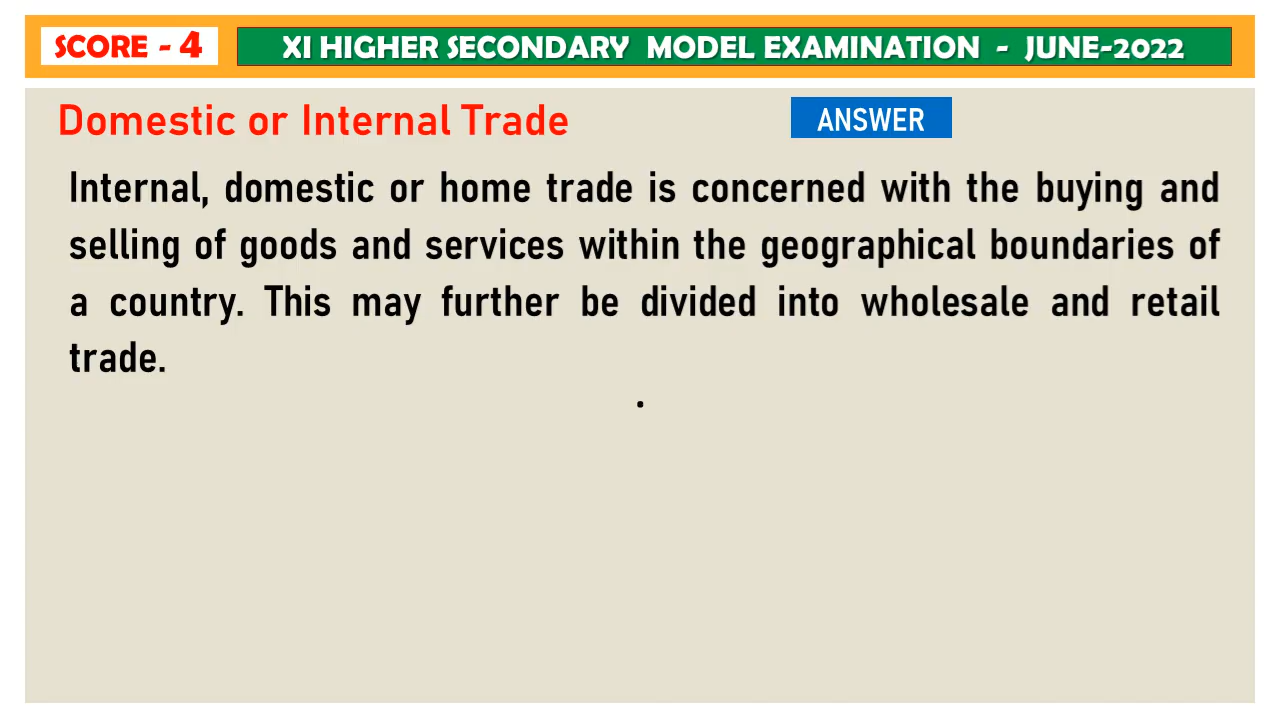 SCORE - 4
XI HIGHER SECONDARY MODEL EXAMINATION - JUNE-2022
Domestic or Internal Trade
ANSWER
Internal, domestic or home trade is concerned with the buying and
selling of goods and services within the geographical boundaries of
a country. This may further be divided into wholesale and retail
trade.
.